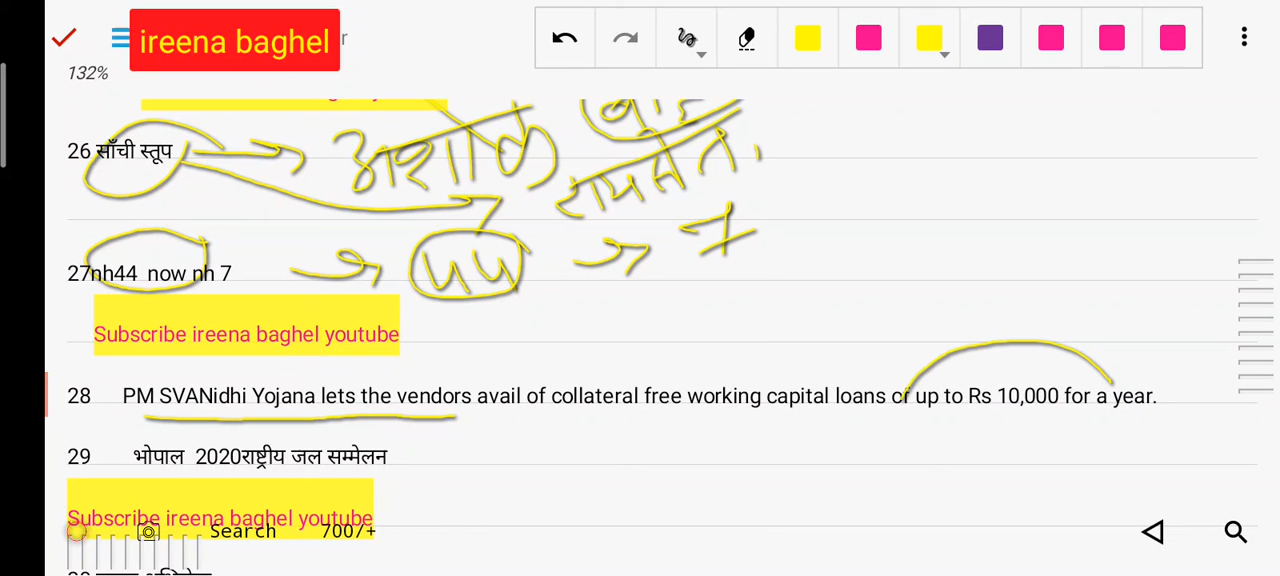 ireena baghel r
132%
बौद्ध
26 साँची स्तूप अशोक
रायसेन
27nh44 now nh 7 44 7
Subscribe ireena baghel youtube
28 PM SVANidhi Yojana lets the vendors avail of collateral free working capital loans of up to Rs 10,000 for a year.
29 भोपाल 2020राष्ट्रीय जल सम्मेलन
Subscribe ireena baghel youtube
Search 700/+